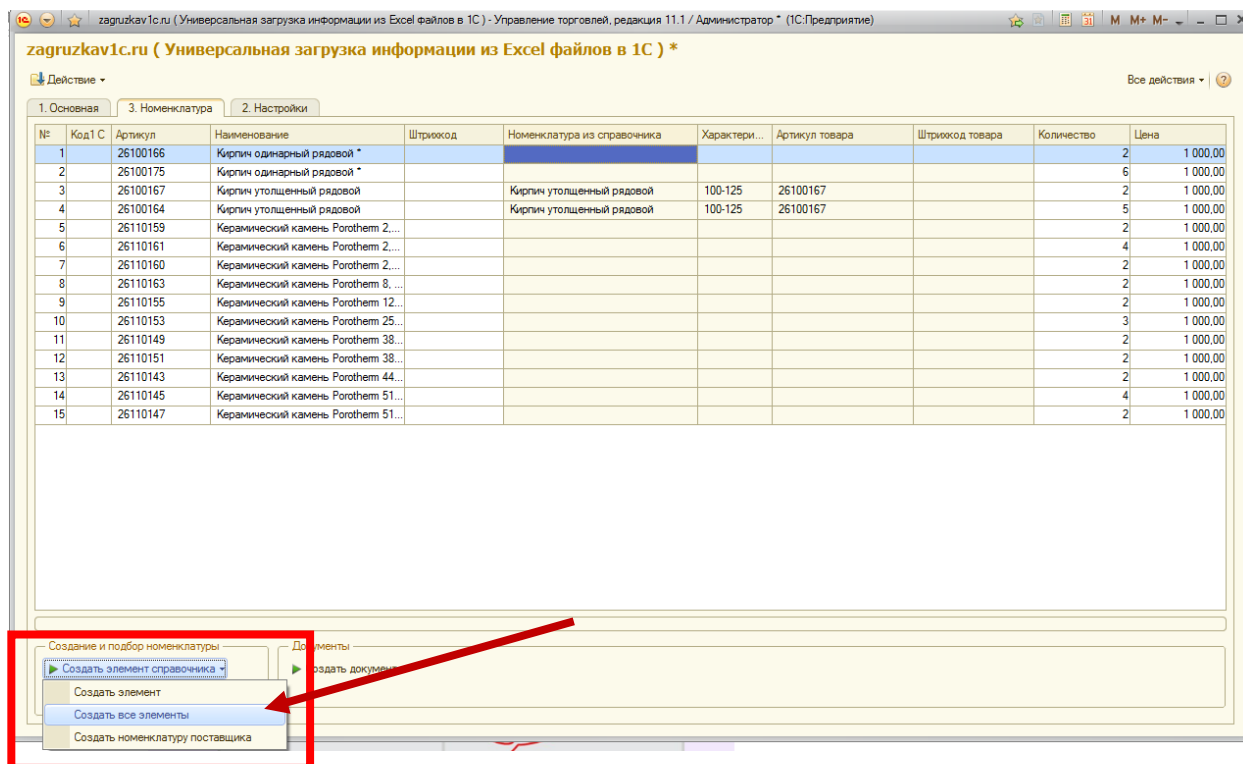 zagruzkav1c.ru ( Универсальная загрузка информации из Excel файлов в 1С ) - Управление торговлей, редакция 11.1 / Администратор * (1С:Предприятие) M M+ M-
zagruzkav1c.ru ( Универсальная загрузка информации из Excel файлов в 1С ) *
Действие Все действия
1. Основная 3. Номенклатура 2. Настройки
№ Код1 С Артикул Наименование Штрихкод Номенклатура из справочника Характери... Артикул товара Штрихкод товара Количество Цена
1 26100166 Кирпич одинарный рядовой * 2 1 000,00
2 26100175 Кирпич одинарный рядовой * 6 1 000,00
3 26100167 Кирпич утолщенный рядовой Кирпич утолщенный рядовой 100-125 26100167 2 1 000,00
4 26100164 Кирпич утолщенный рядовой Кирпич утолщенный рядовой 100-125 26100167 5 1 000,00
5 26110159 Керамический камень Porotherm 2,... 2 1 000,00
6 26110161 Керамический камень Porotherm 2,... 4 1 000,00
7 26110160 Керамический камень Porotherm 2,... 2 1 000,00
8 26110163 Керамический камень Porotherm 8, ... 2 1 000,00
9 26110155 Керамический камень Porotherm 12... 2 1 000,00
10 26110153 Керамический камень Porotherm 25... 3 1 000,00
11 26110149 Керамический камень Porotherm 38... 2 1 000,00
12 26110151 Керамический камень Porotherm 38... 2 1 000,00
13 26110143 Керамический камень Porotherm 44... 2 1 000,00
14 26110145 Керамический камень Porotherm 51... 4 1 000,00
15 26110147 Керамический камень Porotherm 51... 2 1 000,00
Создание и подбор номенклатуры Документы
Создать элемент справочника Создать документ
Создать элемент
Создать все элементы
Создать номенклатуру поставщика